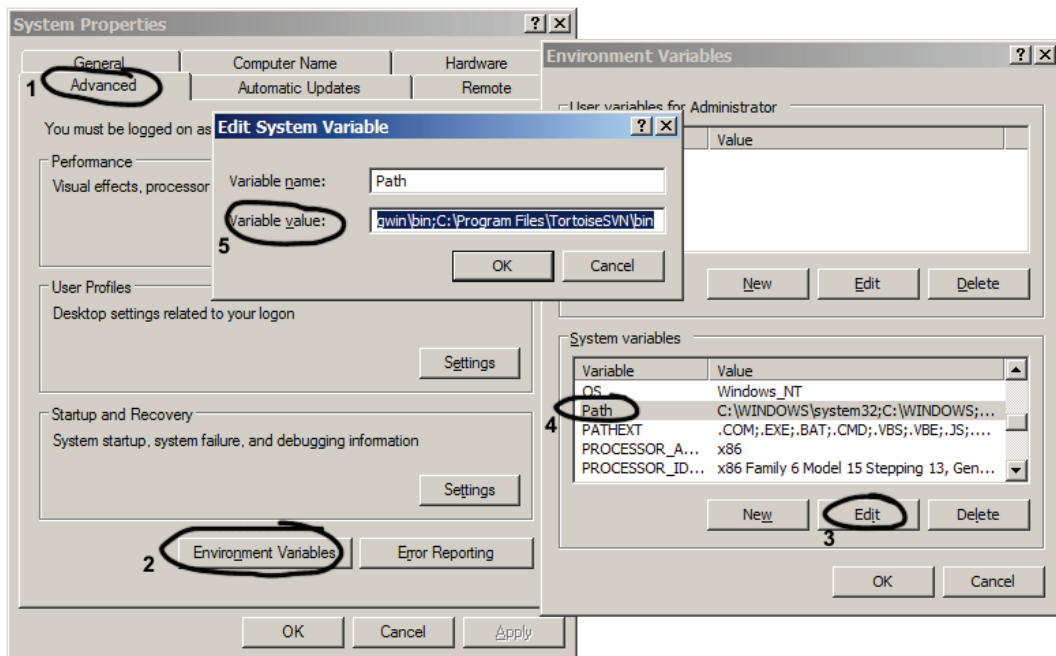 System Properties
General
Computer Name
Hardware
1
Advanced
Automatic Updates
Remote
You must be logged on as
Performance
Visual effects, processor
User Profiles
Desktop settings related to your logon
Settings
Startup and Recovery
System startup, system failure, and debugging information
Settings
2
Environment Variables
Error Reporting
OK
Cancel
Apply
Edit System Variable
Variable name:
Path
Variable value:
gwin\bin;C:\Program Files\TortoiseSVN\bin
5
OK
Cancel
Environment Variables
User variables for Administrator
Value
New
Edit
Delete
System variables
Variable Value
OS Windows_NT
Path C:\WINDOWS\system32;C:\WINDOWS;...
4
PATHEXT .COM;.EXE;.BAT;.CMD;.VBS;.VBE;.JS;....
PROCESSOR_A... x86
PROCESSOR_ID... x86 Family 6 Model 15 Stepping 13, Gen...
New
Edit
Delete
3
OK
Cancel